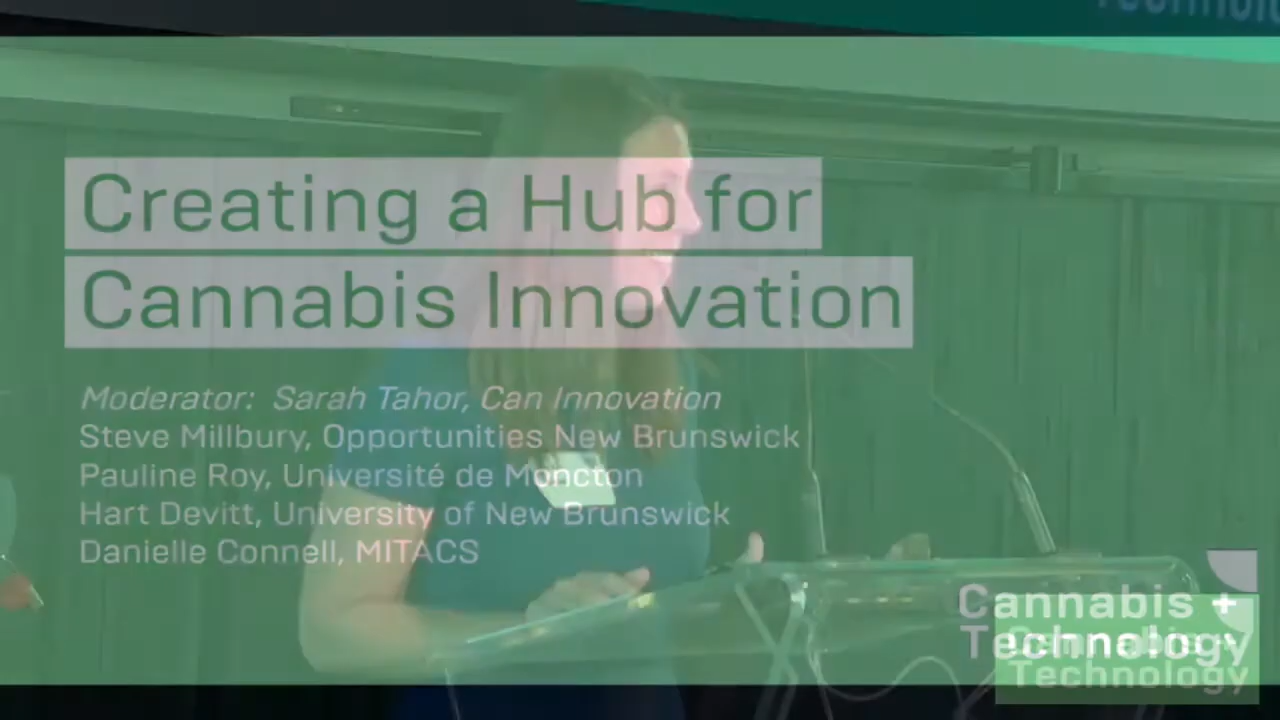 Creating a Hub for
Cannabis Innovation
Moderator: Sarah Tahor, Can Innovation
Steve Millbury, Opportunities New Brunswick
Pauline Roy, Université de Moncton
Hart Devitt, University of New Brunswick
Danielle Connell, MITACS
Cannabis +
Technology
Technology